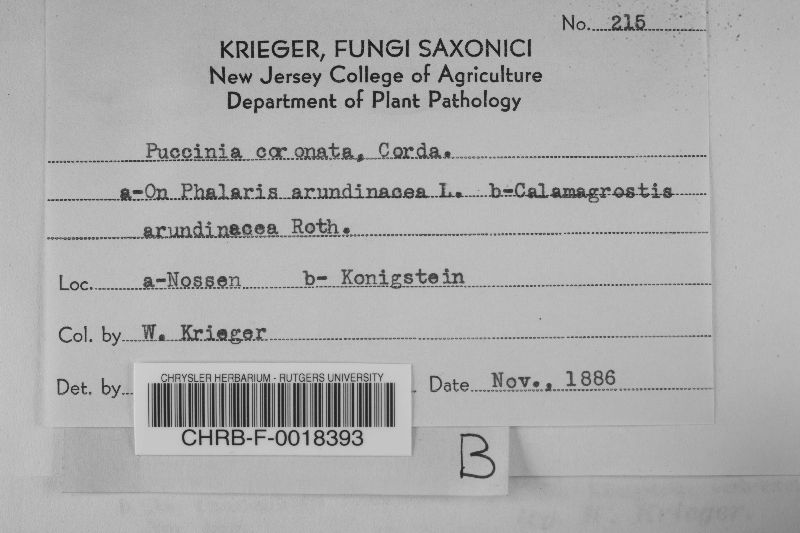 No. 215
KRIEGER, FUNGI SAXONICI
New Jersey College of Agriculture
Department of Plant Pathology
Puccinia coronata, Corda.
a-On Phalaris arundinacea L. b-Calamagrostis
arundinacea Roth.
Loc. a-Nossen b- Konigstein
Col. by W. Krieger
Det. by
Date Nov., 1886
CHRYSLER HERBARIUM - RUTGERS UNIVERSITY
CHRB-F-0018393
B
W. Krieger.